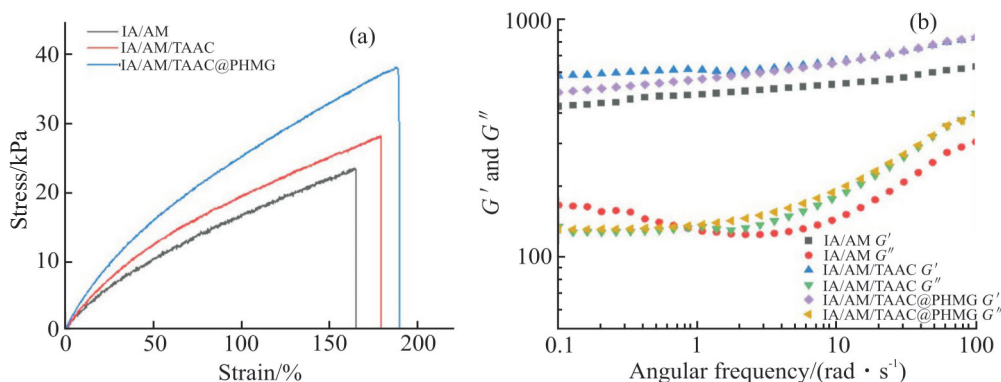 IA/AM
IA/AM/TAAC
IA/AM/TAAC@PHMG
(a)
40
30
20
10
0
Stress/kPa
0 50 100 150 200
Strain/%
(b)
1000
100
G′ and G″
IA/AM G′
IA/AM G″
IA/AM/TAAC G′
IA/AM/TAAC G″
IA/AM/TAAC@PHMG G′
IA/AM/TAAC@PHMG G″
0.1 1 10 100
Angular frequency/(rad · s⁻¹)